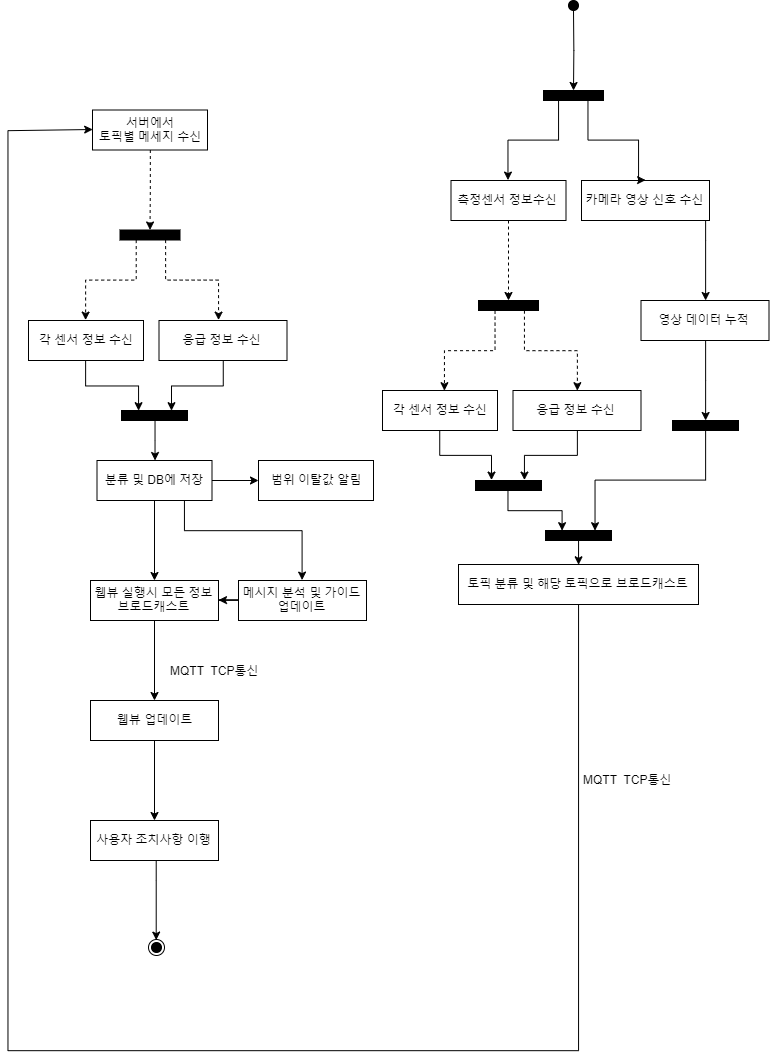 서버에서
토픽별 메세지 수신
측정센서 정보수신
카메라 영상 신호 수신
각 센서 정보 수신
응급 정보 수신
영상 데이터 누적
각 센서 정보 수신
응급 정보 수신
분류 및 DB에 저장
범위 이탈값 알림
토픽 분류 및 해당 토픽으로 브로드캐스트
웹뷰 실행시 모든 정보
브로드캐스트
메시지 분석 및 가이드
업데이트
MQTT TCP통신
웹뷰 업데이트
MQTT TCP통신
사용자 조치사항 이행